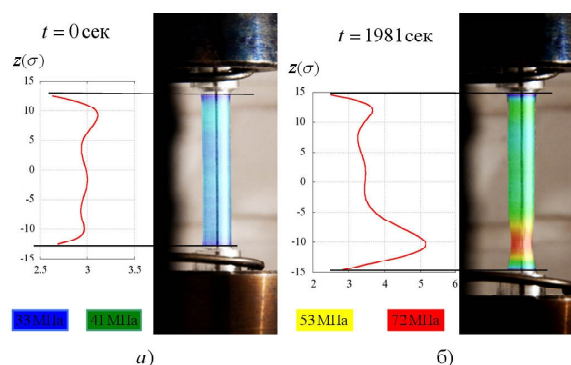 t = 0 сек
z(σ)
15
10
5
0
-5
-10
-15
2.5 3 3.5
33 МПа 41 МПа
а)
t = 1981 сек
z(σ)
15
10
5
0
-5
-10
-15
2 3 4 5 6
53 МПа 72 МПа
б)